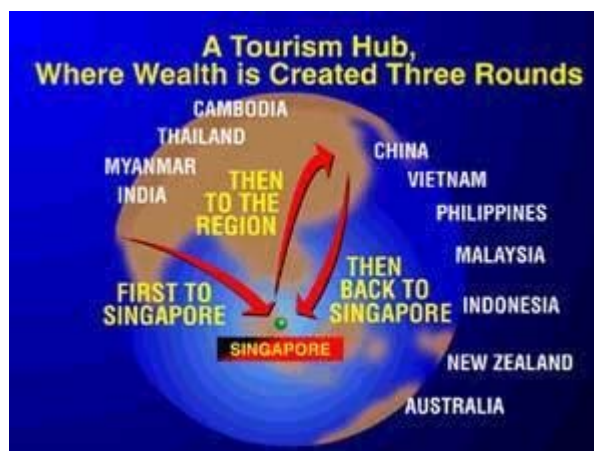 A Tourism Hub,
Where Wealth is Created Three Rounds
CAMBODIA
THAILAND
MYANMAR
INDIA
CHINA
VIETNAM
PHILIPPINES
MALAYSIA
INDONESIA
NEW ZEALAND
AUSTRALIA
FIRST TO
SINGAPORE
THEN
TO THE
REGION
THEN
BACK TO
SINGAPORE
SINGAPORE